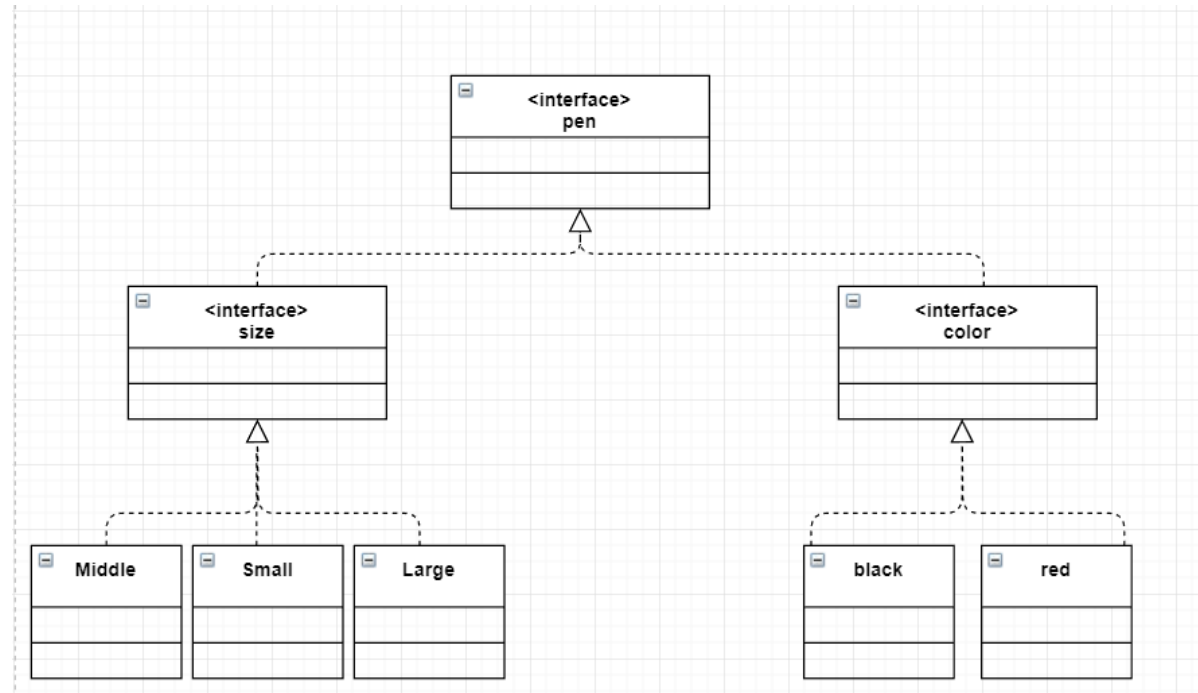 <interface>
pen
<interface>
size
<interface>
color
Middle
Small
Large
black
red